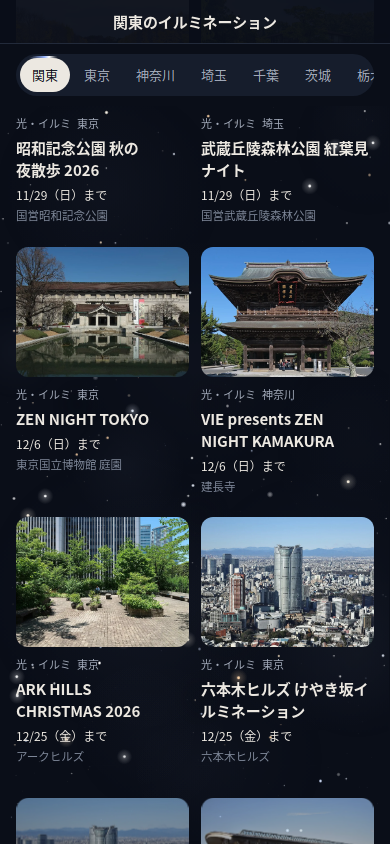 関東のイルミネーション
関東 東京 神奈川 埼玉 千葉 茨城
光・イルミ 東京
昭和記念公園 秋の
夜散歩 2026
11/29（日）まで
国営昭和記念公園
光・イルミ 埼玉
武蔵丘陵森林公園 紅葉見
ナイト
11/29（日）まで
国営武蔵丘陵森林公園
光・イルミ 東京
ZEN NIGHT TOKYO
12/6（日）まで
東京国立博物館 庭園
光・イルミ 神奈川
VIE presents ZEN
NIGHT KAMAKURA
12/6（日）まで
建長寺
光・イルミ 東京
ARK HILLS
CHRISTMAS 2026
12/25（金）まで
アークヒルズ
光・イルミ 東京
六本木ヒルズ けやき坂イ
ルミネーション
12/25（金）まで
六本木ヒルズ